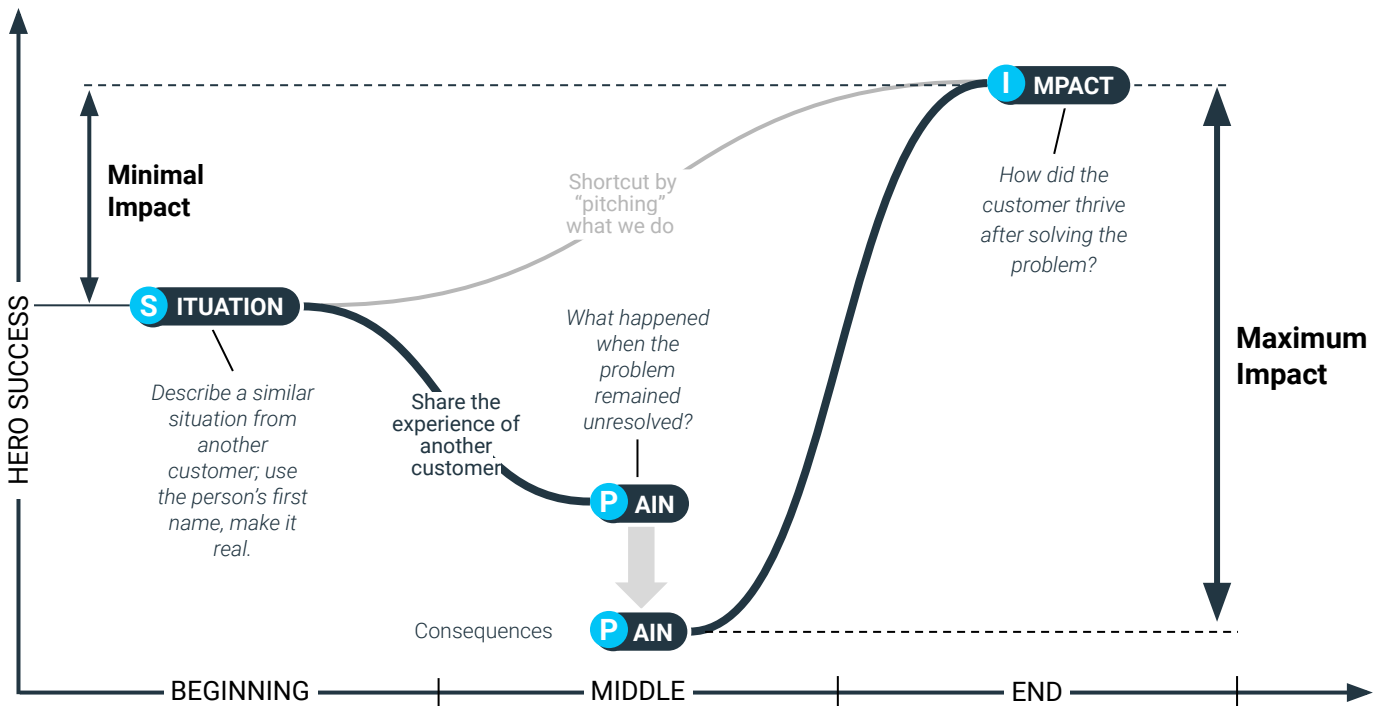 I MPACT
Minimal
Impact
Shortcut by
“pitching”
what we do
How did the
customer thrive
after solving the
problem?
HERO SUCCESS
S ITUATION
What happened
when the
problem
remained
unresolved?
Maximum
Impact
Describe a similar
situation from
another
customer; use
the person’s first
name, make it
real.
Share the
experience of
another
customer
P AIN
Consequences
P AIN
BEGINNING
MIDDLE
END